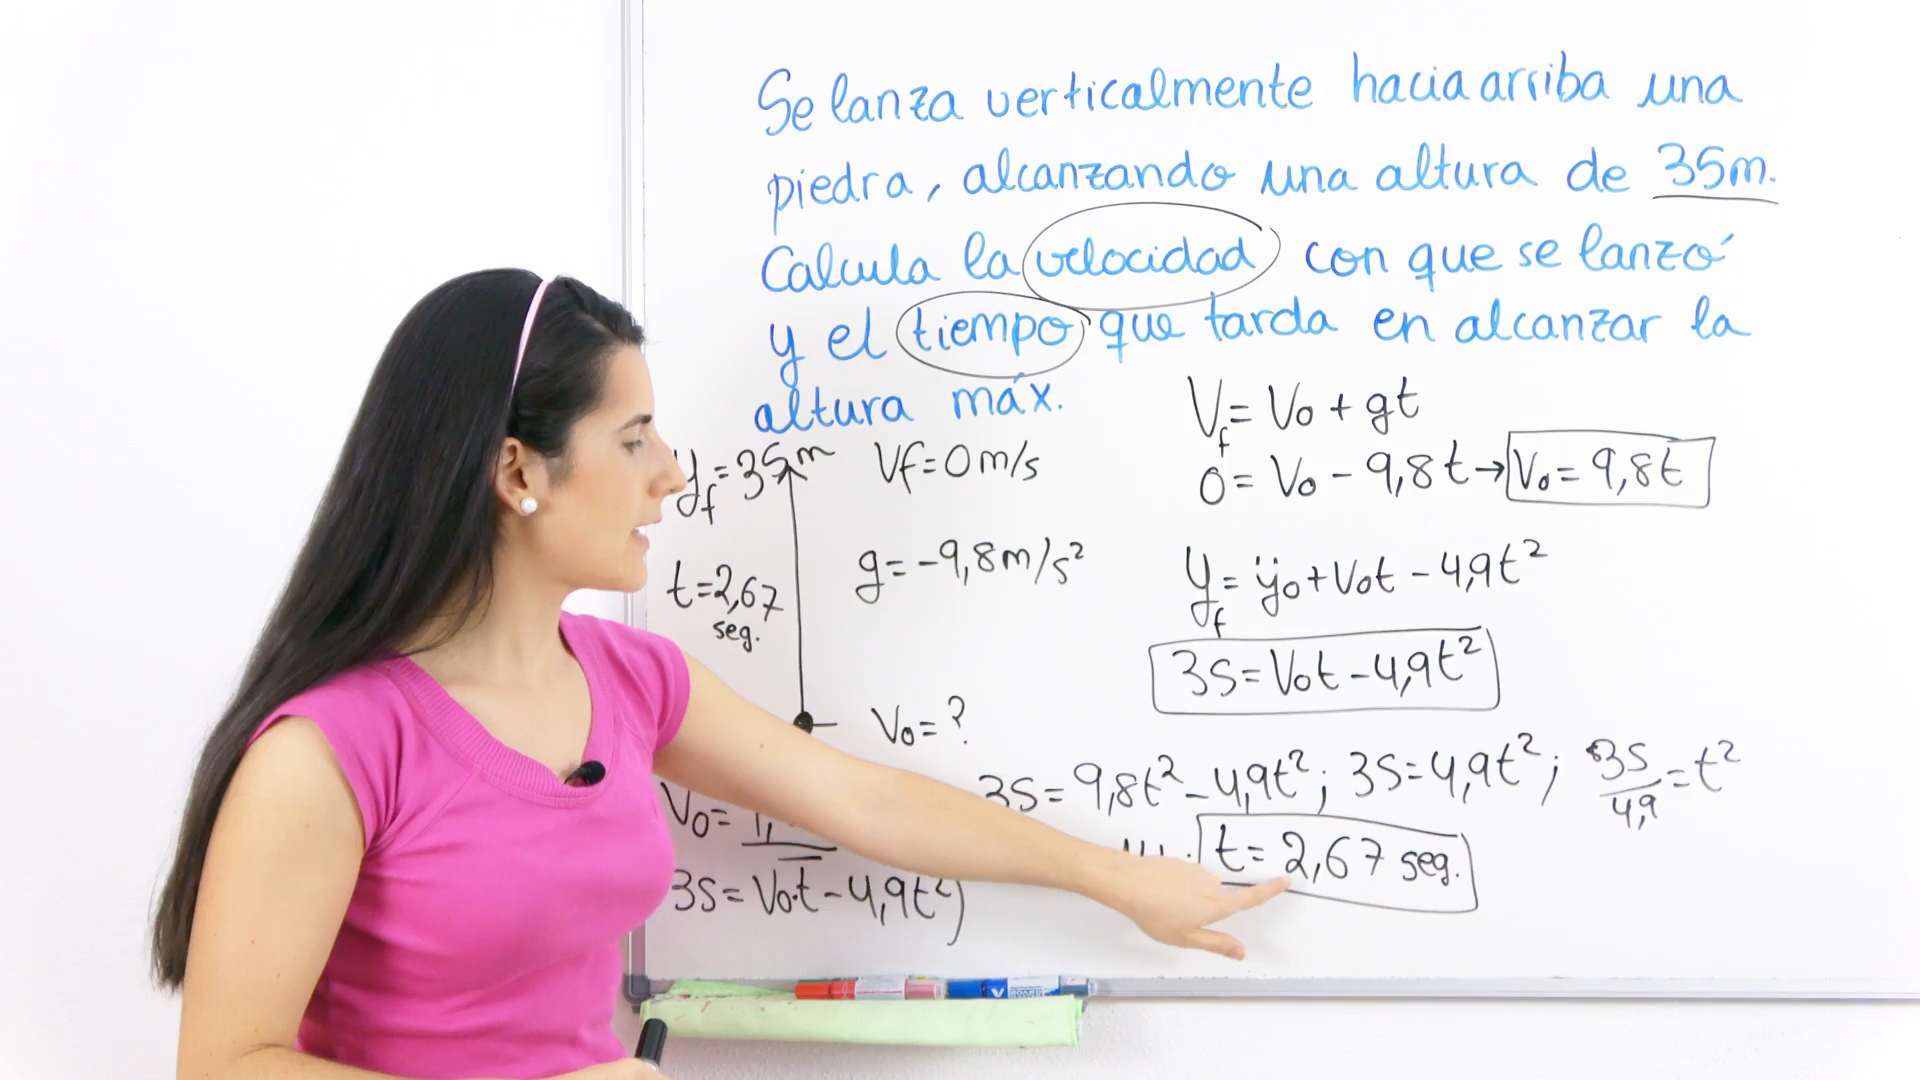 Se lanza verticalmente hacia arriba una
piedra, alcanzando una altura de 35m.
Calcula la velocidad con que se lanzó
y el tiempo que tarda en alcanzar la
altura máx.
Vf = Vo + gt
yf = 35m Vf = 0 m/s
0 = Vo - 9,8t → Vo = 9,8t
t = 2,67 seg.
g = -9,8 m/s²
yf = yo + Vot - 4,9t²
35 = Vot - 4,9t²
Vo = ?
35 = 9,8t² - 4,9t² ; 35 = 4,9t² ; 35/4,9 = t²
Vo =
t = 2,67 seg.
35 = Vo·t - 4,9t²)